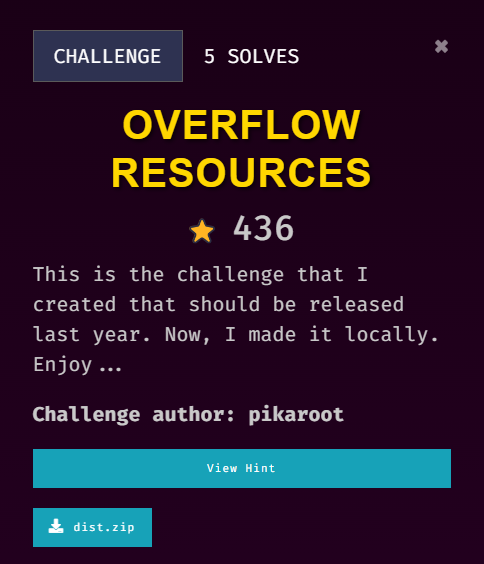 CHALLENGE 5 SOLVES ✖
OVERFLOW
RESOURCES
436
This is the challenge that I
created that should be released
last year. Now, I made it locally.
Enjoy...
Challenge author: pikaroot
View Hint
dist.zip